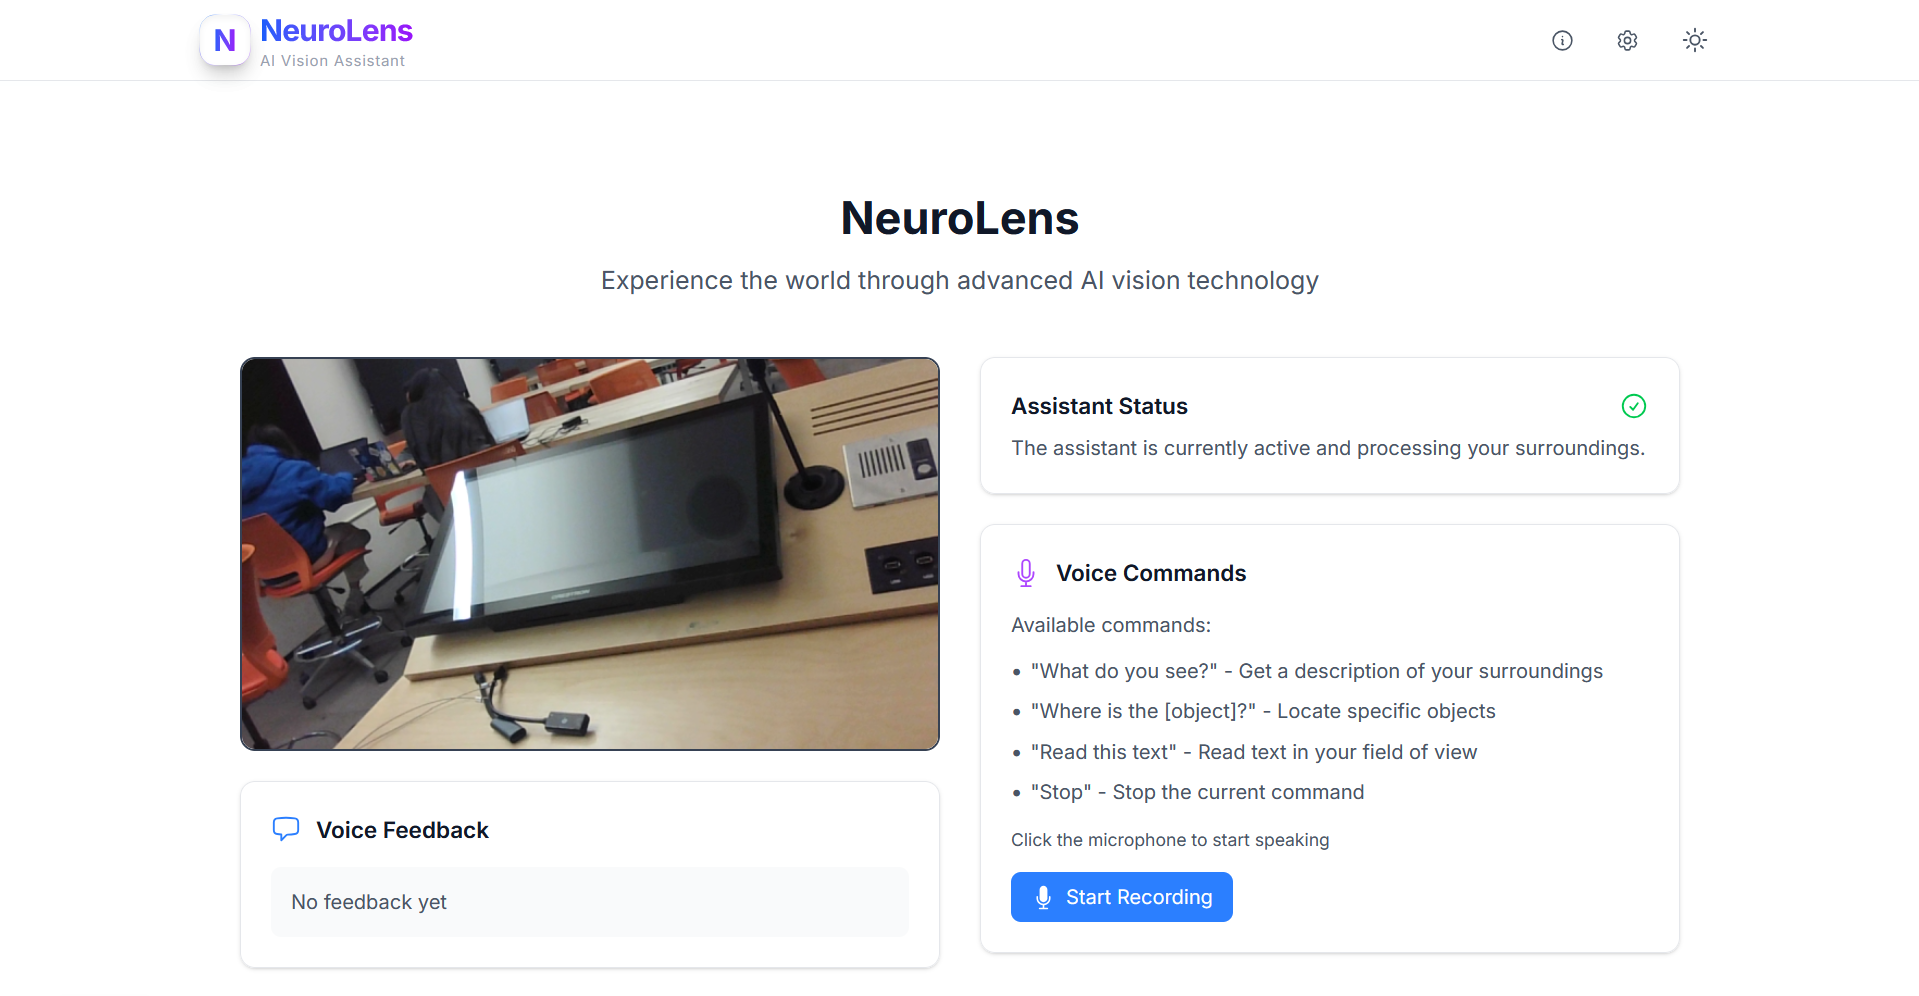 N
NeuroLens
AI Vision Assistant
NeuroLens
Experience the world through advanced AI vision technology
CRESTRON
Assistant Status
The assistant is currently active and processing your surroundings.
Voice Commands
Available commands:
• "What do you see?" - Get a description of your surroundings
• "Where is the [object]?" - Locate specific objects
• "Read this text" - Read text in your field of view
• "Stop" - Stop the current command
Click the microphone to start speaking
Start Recording
Voice Feedback
No feedback yet